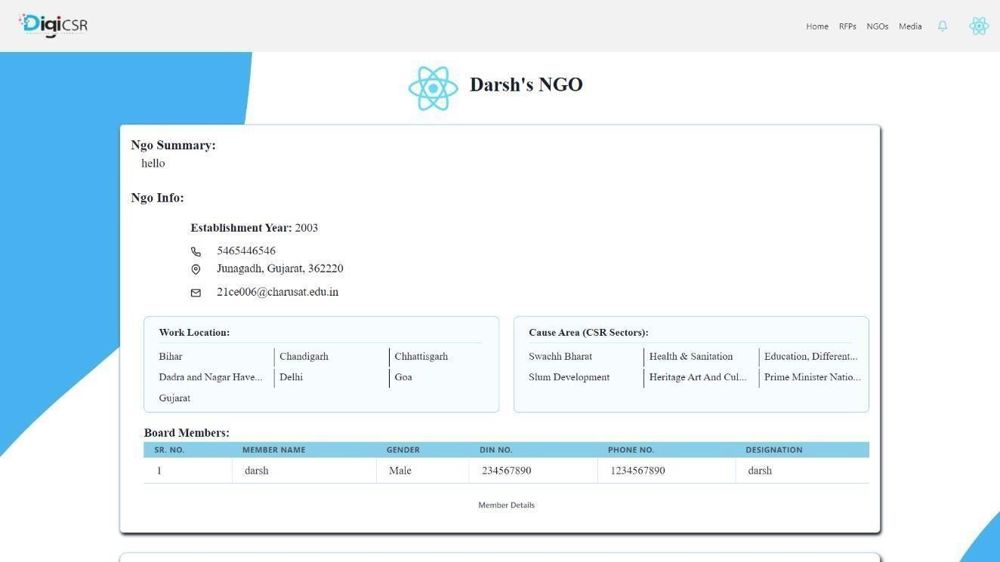 DigiCSR
Home RFPs NGOs Media
Darsh's NGO
Ngo Summary:
hello
Ngo Info:
Establishment Year: 2003
5465446546
Junagadh, Gujarat, 362220
21ce006@charusat.edu.in
Work Location:
Bihar Chandigarh Chhattisgarh
Dadra and Nagar Have... Delhi Goa
Gujarat
Cause Area (CSR Sectors):
Swachh Bharat Health & Sanitation Education, Different...
Slum Development Heritage Art And Cul... Prime Minister Natio...
Board Members:
SR. NO. MEMBER NAME GENDER DIN NO. PHONE NO. DESIGNATION
1 darsh Male 234567890 1234567890 darsh
Member Details